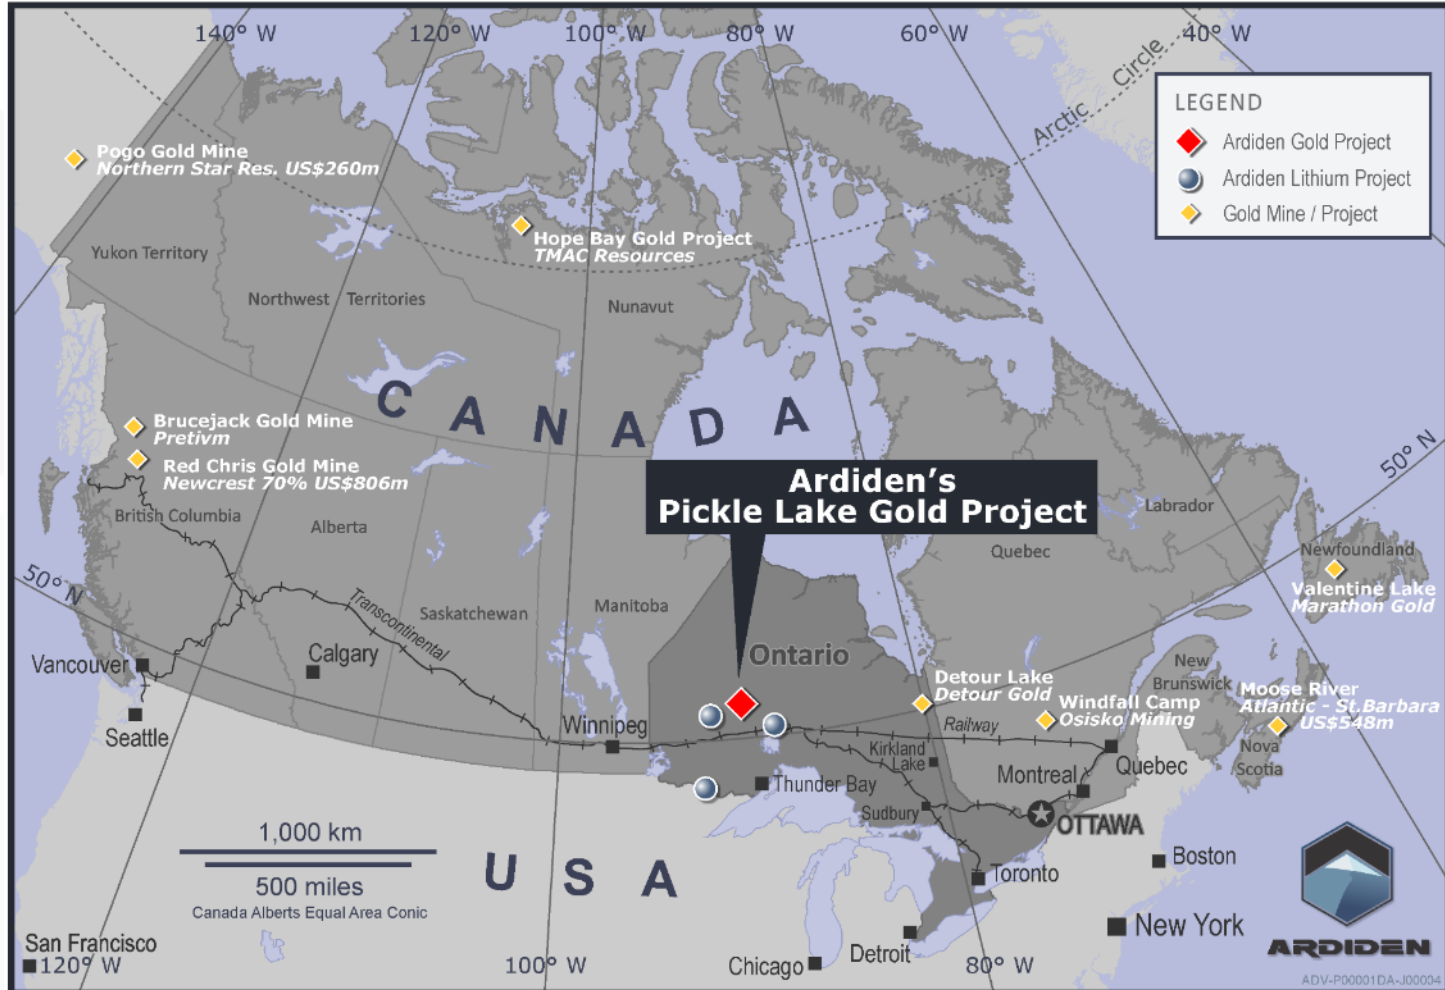 140° W
120° W
100° W
80° W
60° W
40° W
Arctic Circle
LEGEND
Ardiden Gold Project
Ardiden Lithium Project
Gold Mine / Project
Pogo Gold Mine
Northern Star Res. US$260m
Hope Bay Gold Project
TMAC Resources
Yukon Territory
Northwest Territories
Nunavut
CANADA
Brucejack Gold Mine
Pretivm
Red Chris Gold Mine
Newcrest 70% US$806m
British Columbia
Alberta
Ardiden's
Pickle Lake Gold Project
50° N
Labrador
Quebec
Newfoundland
Valentine Lake
Marathon Gold
50° N
Transcontinental
Saskatchewan
Manitoba
Ontario
Vancouver
Calgary
Seattle
Winnipeg
Detour Lake
Detour Gold
Windfall Camp
Osisko Mining
Railway
New
Brunswick
Moose River
Atlantic - St.Barbara
US$548m
Nova
Scotia
Kirkland
Lake
Thunder Bay
Sudbury
Montreal
Quebec
OTTAWA
Toronto
Boston
New York
Detroit
Chicago
USA
1,000 km
500 miles
Canada Alberts Equal Area Conic
San Francisco
120° W
100° W
80° W
ARDIDEN
ADV-P00001DA-J00004